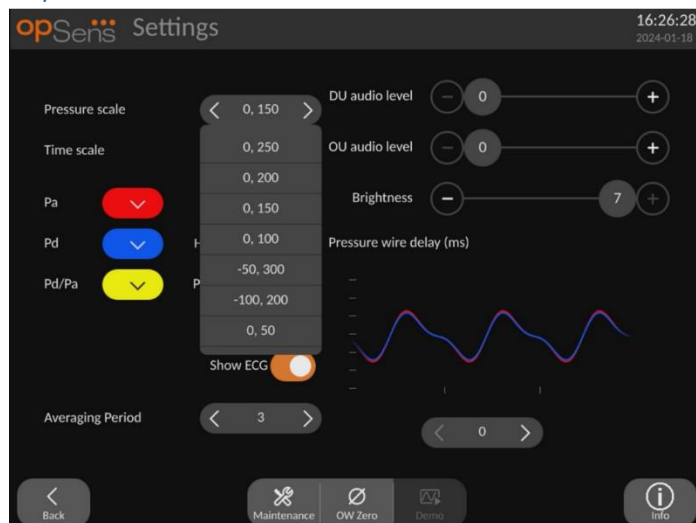 opSens Settings
16:26:28
2024-01-18
Pressure scale
0, 150
DU audio level
0
Time scale
0, 250
0, 200
0, 150
0, 100
-50, 300
-100, 200
0, 50
OU audio level
0
Brightness
7
Pa
Pd
H
Pressure wire delay (ms)
Pd/Pa
P
Show ECG
Averaging Period
3
0
Back
Maintenance
OW Zero
Demo
Info